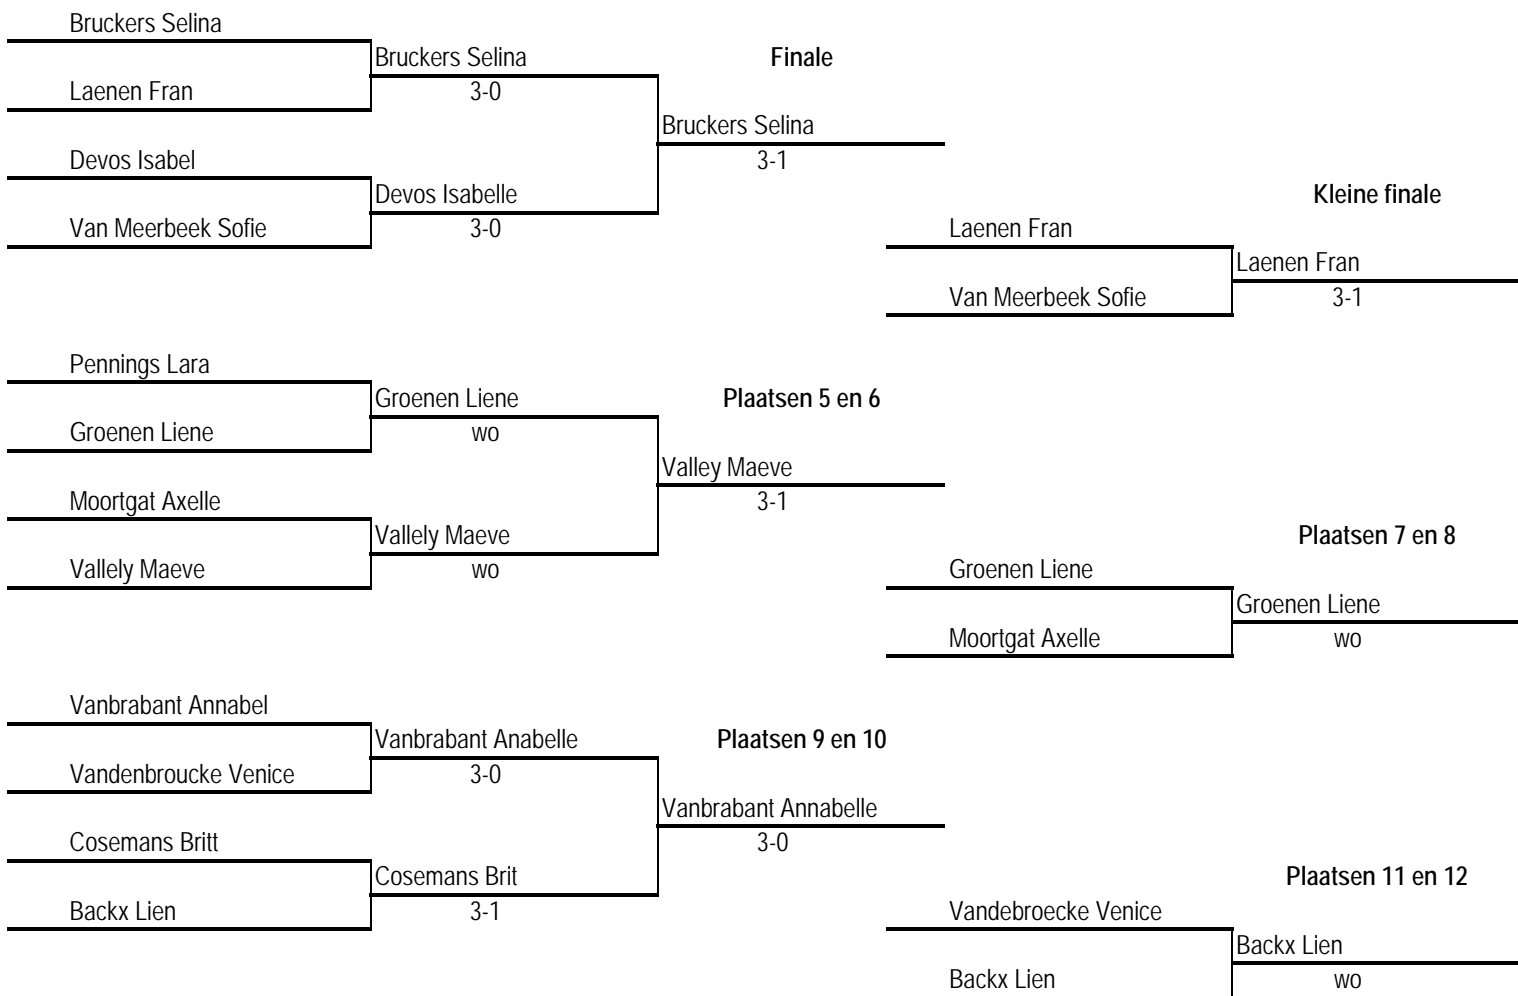 Bruckers Selina
Bruckers Selina
Finale
Laenen Fran
3-0
Bruckers Selina
Devos Isabel
3-1
Devos Isabelle
Kleine finale
Van Meerbeek Sofie
3-0
Laenen Fran
Laenen Fran
Van Meerbeek Sofie
3-1
Pennings Lara
Groenen Liene
Plaatsen 5 en 6
Groenen Liene
wo
Valley Maeve
Moortgat Axelle
3-1
Vallely Maeve
Plaatsen 7 en 8
Vallely Maeve
wo
Groenen Liene
Groenen Liene
Moortgat Axelle
wo
Vanbrabant Annabel
Vanbrabant Anabelle
Plaatsen 9 en 10
Vandenbroucke Venice
3-0
Vanbrabant Annabelle
Cosemans Britt
3-0
Cosemans Brit
Plaatsen 11 en 12
Backx Lien
3-1
Vandebroecke Venice
Backx Lien
Backx Lien
wo